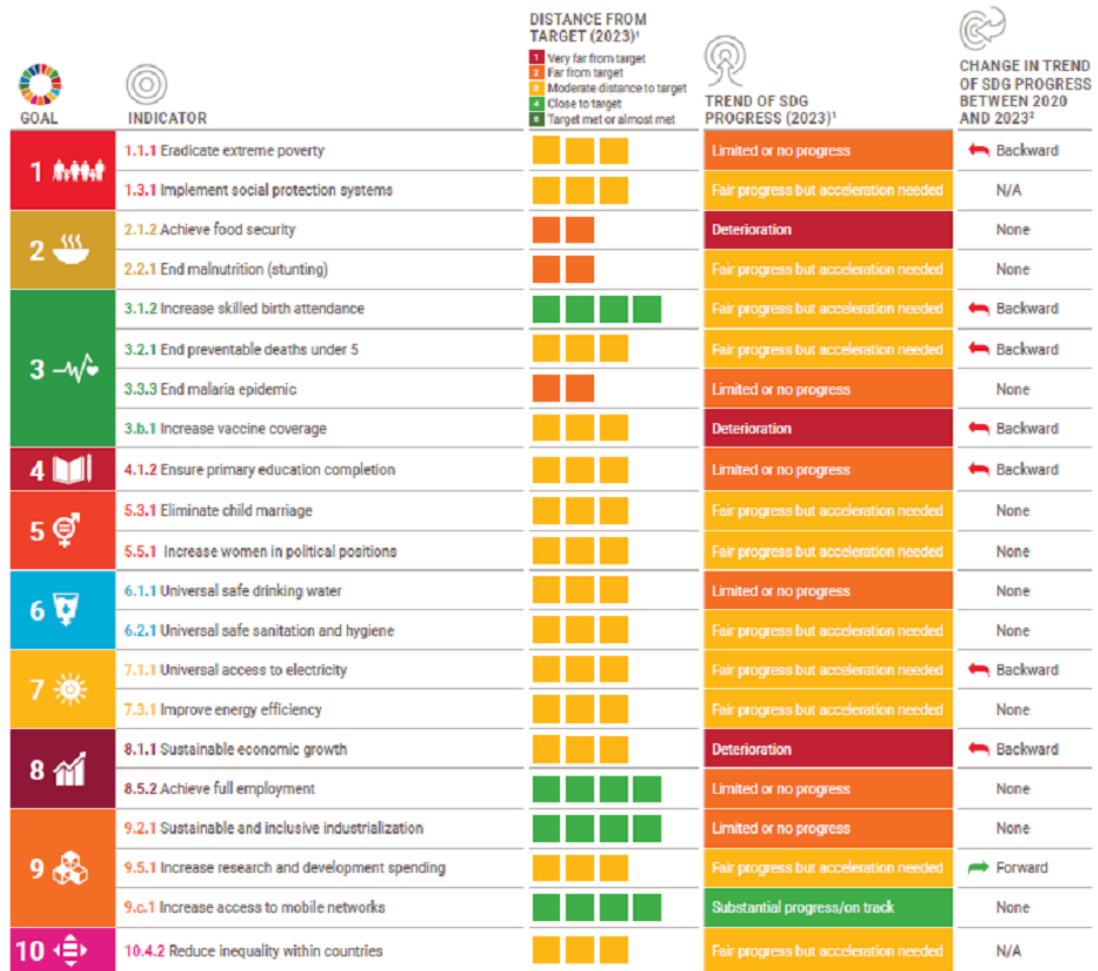 DISTANCE FROM
TARGET (2023)¹
1 Very far from target
2 Far from target
3 Moderate distance to target
4 Close to target
5 Target met or almost met
GOAL
INDICATOR
TREND OF SDG
PROGRESS (2023)¹
CHANGE IN TREND
OF SDG PROGRESS
BETWEEN 2020
AND 2023²
1
1.1.1 Eradicate extreme poverty Limited or no progress Backward
1.3.1 Implement social protection systems Fair progress but acceleration needed N/A
2
2.1.2 Achieve food security Deterioration None
2.2.1 End malnutrition (stunting) Fair progress but acceleration needed None
3
3.1.2 Increase skilled birth attendance Fair progress but acceleration needed Backward
3.2.1 End preventable deaths under 5 Fair progress but acceleration needed Backward
3.3.3 End malaria epidemic Limited or no progress None
3.b.1 Increase vaccine coverage Deterioration Backward
4
4.1.2 Ensure primary education completion Limited or no progress Backward
5
5.3.1 Eliminate child marriage Fair progress but acceleration needed None
5.5.1 Increase women in political positions Fair progress but acceleration needed None
6
6.1.1 Universal safe drinking water Limited or no progress None
6.2.1 Universal safe sanitation and hygiene Fair progress but acceleration needed None
7
7.1.1 Universal access to electricity Fair progress but acceleration needed Backward
7.3.1 Improve energy efficiency Fair progress but acceleration needed None
8
8.1.1 Sustainable economic growth Deterioration Backward
8.5.2 Achieve full employment Limited or no progress None
9
9.2.1 Sustainable and inclusive industrialization Limited or no progress None
9.5.1 Increase research and development spending Fair progress but acceleration needed Forward
9.c.1 Increase access to mobile networks Substantial progress/on track None
10
10.4.2 Reduce inequality within countries Fair progress but acceleration needed N/A